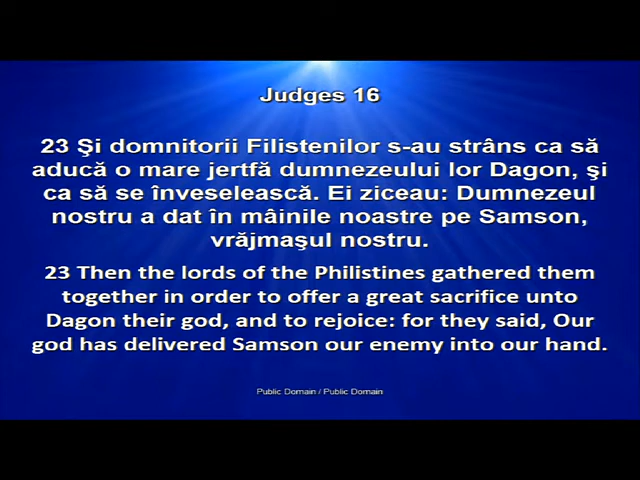 Judges 16
23 Şi domnitorii Filistenilor s-au strâns ca să
aducă o mare jertfă dumnezeului lor Dagon, şi
ca să se înveselească. Ei ziceau: Dumnezeul
nostru a dat în mâinile noastre pe Samson,
vrăjmaşul nostru.
23 Then the lords of the Philistines gathered them
together in order to offer a great sacrifice unto
Dagon their god, and to rejoice: for they said, Our
god has delivered Samson our enemy into our hand.
Public Domain / Public Domain